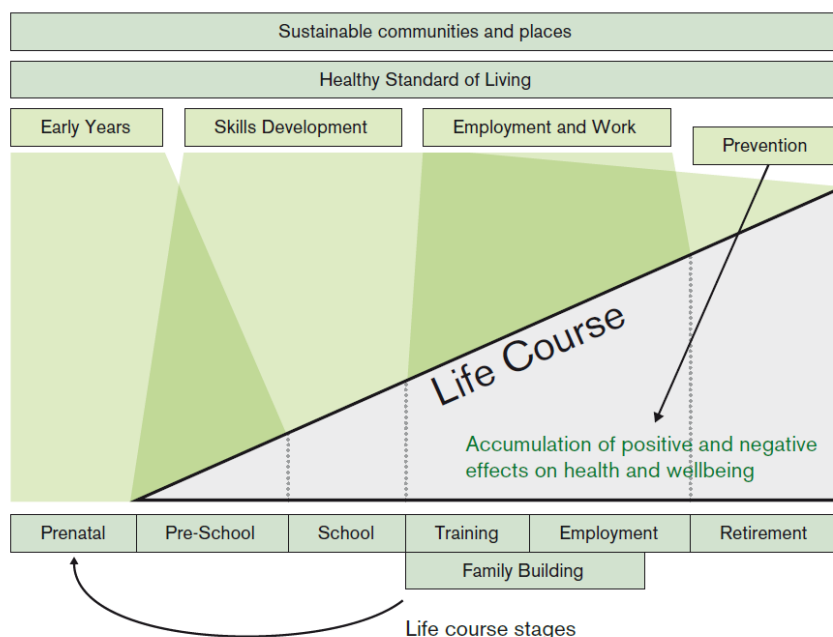 Sustainable communities and places
Healthy Standard of Living
Early Years
Skills Development
Employment and Work
Prevention
Life Course
Accumulation of positive and negative
effects on health and wellbeing
Prenatal
Pre-School
School
Training
Employment
Retirement
Family Building
Life course stages